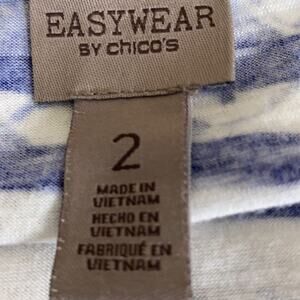 EASYWEAR
BY chico's
2
MADE IN
VIETNAM
HECHO EN
VIETNAM
FABRIQUÉ EN
VIETNAM